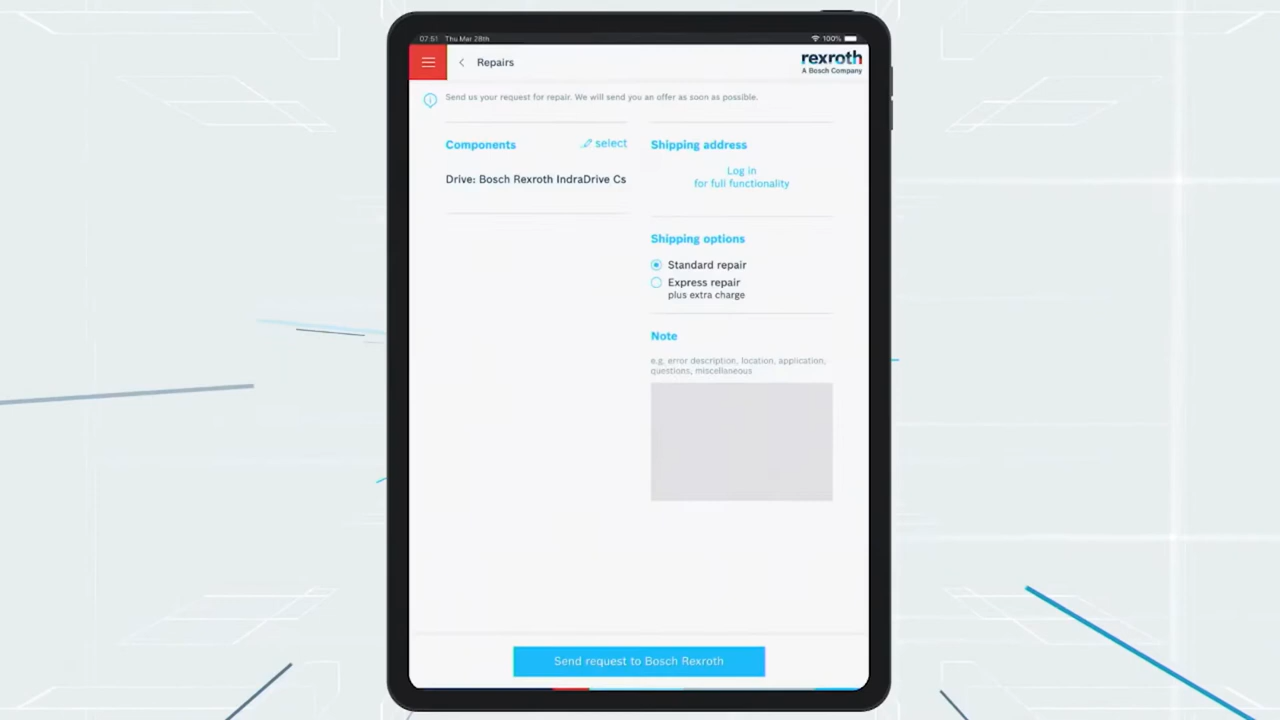 07:51 Thu Mar 28th
100%
Repairs
rexroth
A Bosch Company
Send us your request for repair. We will send you an offer as soon as possible.
Components
select
Drive: Bosch Rexroth IndraDrive Cs
Shipping address
Log in
for full functionality
Shipping options
Standard repair
Express repair
plus extra charge
Note
e.g. error description, location, application,
questions, miscellaneous
Send request to Bosch Rexroth